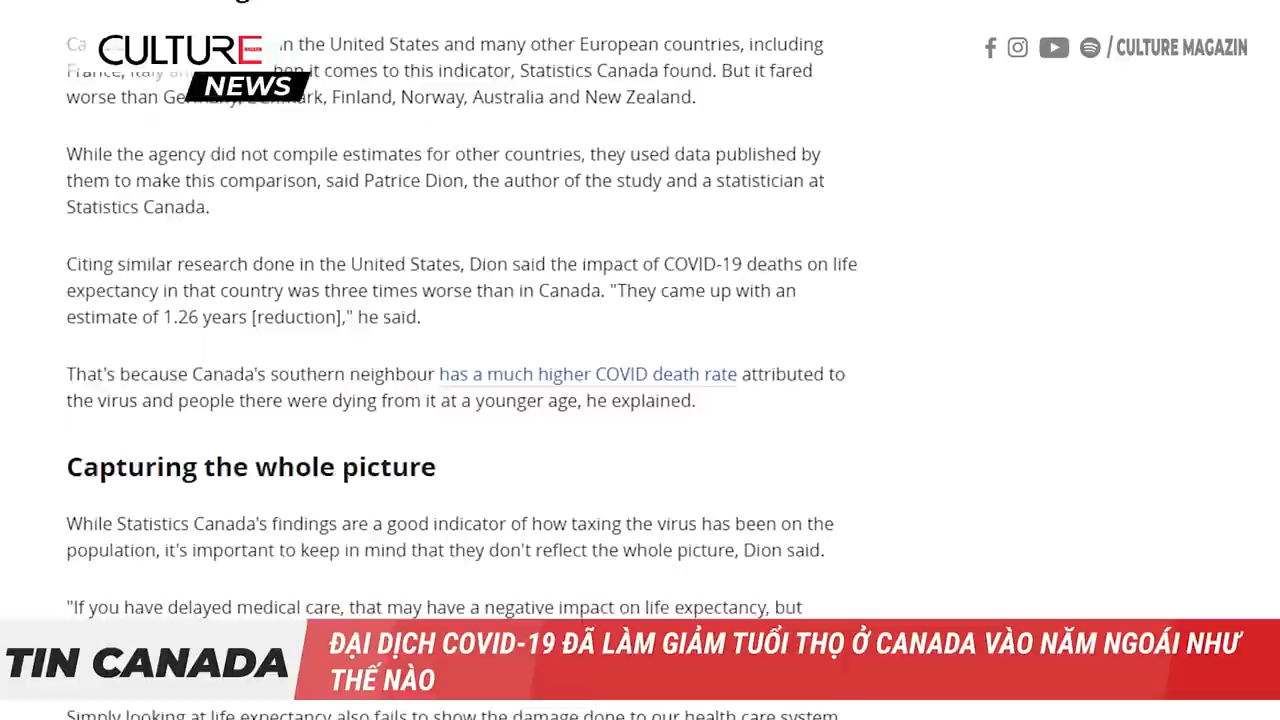 CULTURE
NEWS
/ CULTURE MAGAZIN
in the United States and many other European countries, including
France, Italy it comes to this indicator, Statistics Canada found. But it fared
worse than Germany, Denmark, Finland, Norway, Australia and New Zealand.
While the agency did not compile estimates for other countries, they used data published by
them to make this comparison, said Patrice Dion, the author of the study and a statistician at
Statistics Canada.
Citing similar research done in the United States, Dion said the impact of COVID-19 deaths on life
expectancy in that country was three times worse than in Canada. "They came up with an
estimate of 1.26 years [reduction]," he said.
That's because Canada's southern neighbour has a much higher COVID death rate attributed to
the virus and people there were dying from it at a younger age, he explained.
Capturing the whole picture
While Statistics Canada's findings are a good indicator of how taxing the virus has been on the
population, it's important to keep in mind that they don't reflect the whole picture, Dion said.
"If you have delayed medical care, that may have a negative impact on life expectancy, but
TIN CANADA
ĐẠI DỊCH COVID-19 ĐÃ LÀM GIẢM TUỔI THỌ Ở CANADA VÀO NĂM NGOÁI NHƯ
THẾ NÀO
Simply looking at life expectancy also fails to show the damage done to our health care system